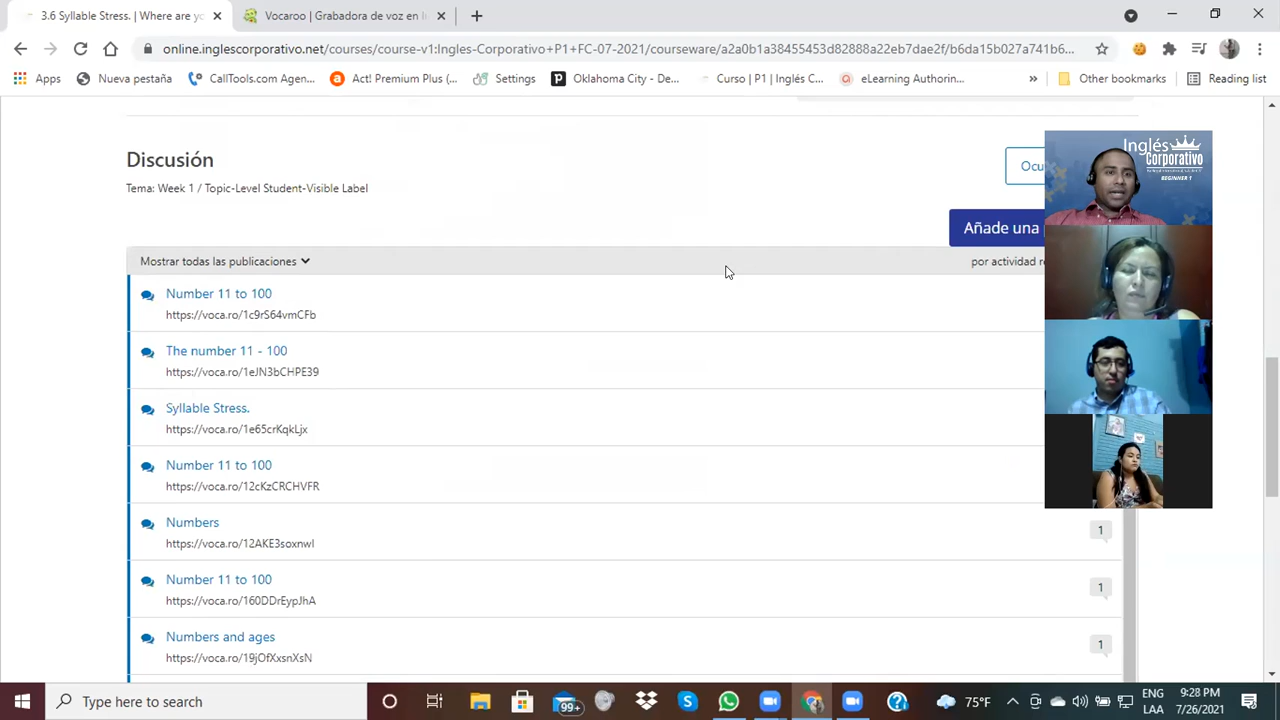 3.6 Syllable Stress. | Where are yo
Vocaroo | Grabadora de voz en lí
online.inglescorporativo.net/courses/course-v1:Ingles-Corporativo+P1+FC-07-2021/courseware/a2a0b1a38455453d82888a22eb7dae2f/b6da15b027a741b6...
Apps
Nueva pestaña
CallTools.com Agen...
Act! Premium Plus (...
Settings
Oklahoma City - De...
Curso | P1 | Inglés C...
eLearning Authorin...
»
Other bookmarks
Reading list
Discusión
Tema: Week 1 / Topic-Level Student-Visible Label
Ocu
Añade una
Mostrar todas las publicaciones
por actividad re
Number 11 to 100
https://voca.ro/1c9rS64vmCFb
The number 11 - 100
https://voca.ro/1eJN3bCHPE39
Syllable Stress.
https://voca.ro/1e65crKqkLjx
Number 11 to 100
https://voca.ro/12cKzCRCHVFR
Numbers
https://voca.ro/12AKE3soxnwI
1
Number 11 to 100
https://voca.ro/160DDrEypJhA
1
Numbers and ages
https://voca.ro/19jOfXxsnXsN
1
Inglés
Corporativo
BEGINNER 1
Type here to search
99+
75°F
ENG
LAA
9:28 PM
7/26/2021